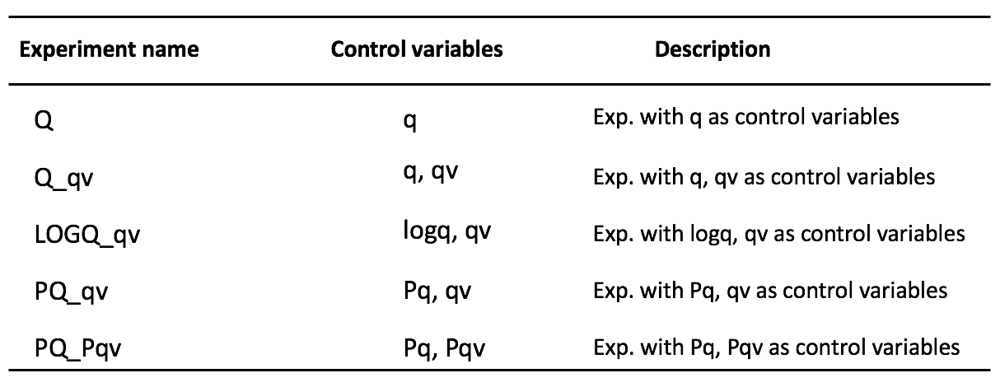 Experiment name Control variables Description
Q q Exp. with q as control variables
Q_qv q, qv Exp. with q, qv as control variables
LOGQ_qv logq, qv Exp. with logq, qv as control variables
PQ_qv Pq, qv Exp. with Pq, qv as control variables
PQ_Pqv Pq, Pqv Exp. with Pq, Pqv as control variables